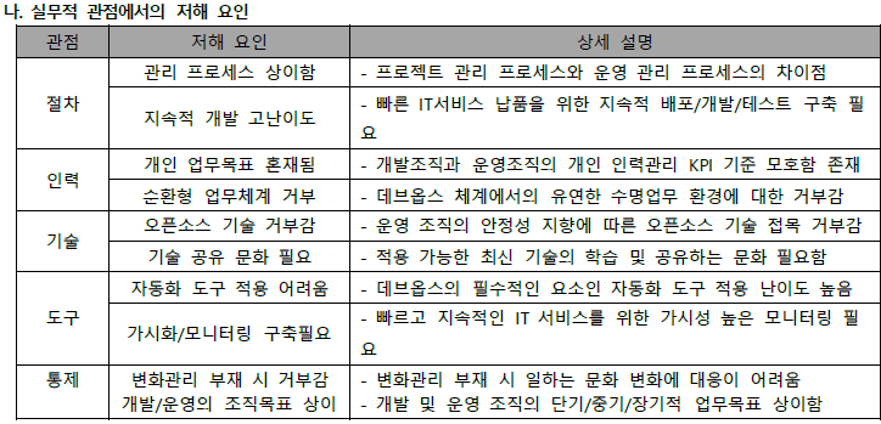 나. 실무적 관점에서의 저해 요인
관점 저해 요인 상세 설명
절차 관리 프로세스 상이함 - 프로젝트 관리 프로세스와 운영 관리 프로세스의 차이점
지속적 개발 고난이도 - 빠른 IT서비스 납품을 위한 지속적 배포/개발/테스트 구축 필
요
인력 개인 업무목표 혼재됨 - 개발조직과 운영조직의 개인 인력관리 KPI 기준 모호함 존재
순환형 업무체계 거부 - 데브옵스 체계에서의 유연한 수명업무 환경에 대한 거부감
기술 오픈소스 기술 거부감 - 운영 조직의 안정성 지향에 따른 오픈소스 기술 접목 거부감
기술 공유 문화 필요 - 적용 가능한 최신 기술의 학습 및 공유하는 문화 필요함
도구 자동화 도구 적용 어려움 - 데브옵스의 필수적인 요소인 자동화 도구 적용 난이도 높음
가시화/모니터링 구축필요 - 빠르고 지속적인 IT 서비스를 위한 가시성 높은 모니터링 필
요
통제 변화관리 부재 시 거부감 - 변화관리 부재 시 일하는 문화 변화에 대응이 어려움
개발/운영의 조직목표 상이 - 개발 및 운영 조직의 단기/중기/장기적 업무목표 상이함